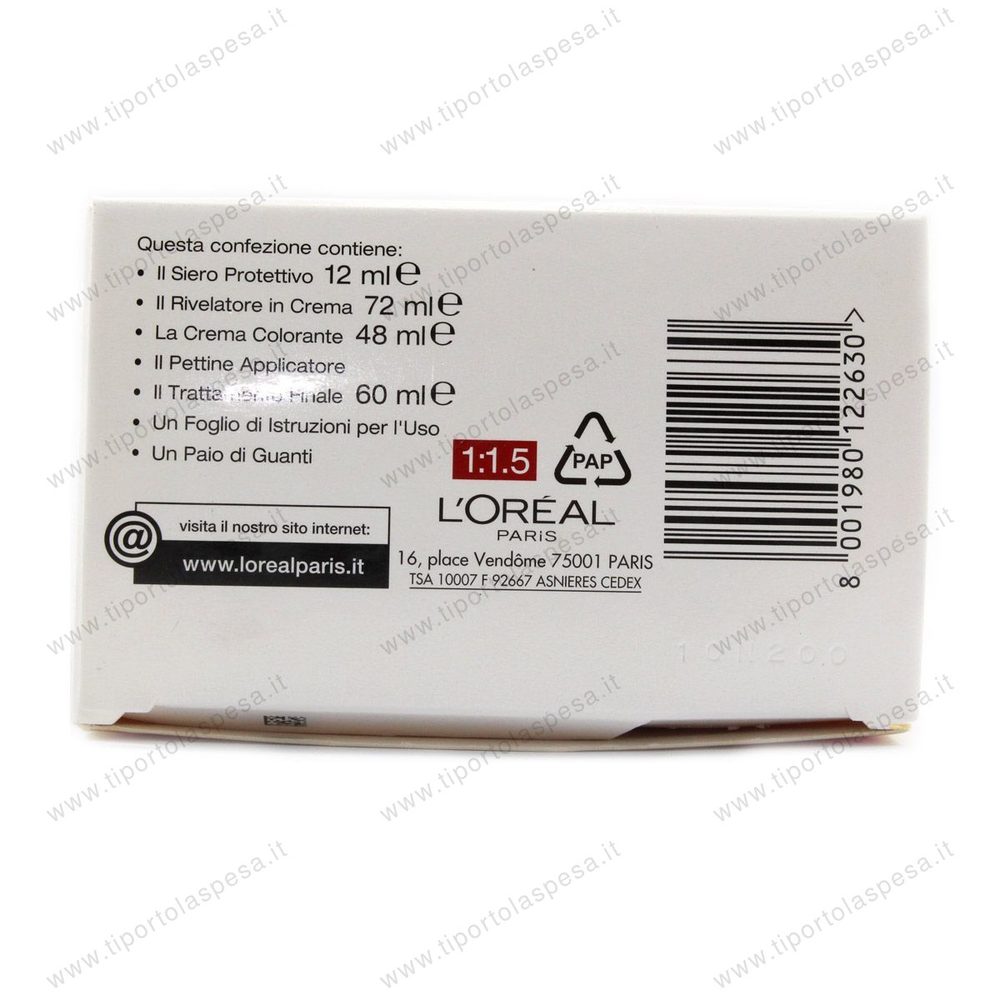 Questa confezione contiene:
• Il Siero Protettivo 12 ml ℮
• Il Rivelatore in Crema 72 ml ℮
• La Crema Colorante 48 ml ℮
• Il Pettine Applicatore
• Il Trattamento Finale 60 ml ℮
• Un Foglio di Istruzioni per l'Uso
• Un Paio di Guanti
1:1.5
PAP
L'ORÉAL
PARIS
16, place Vendôme 75001 PARIS
TSA 10007 F 92667 ASNIERES CEDEX
@
visita il nostro sito internet:
www.lorealparis.it
8 001980 122630 >
www.tiportolaspesa.it